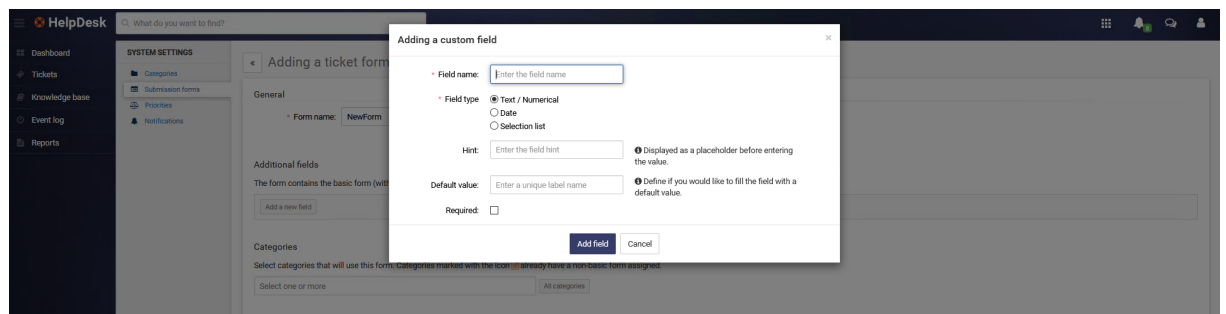 HelpDesk
What do you want to find?
Dashboard
Tickets
Knowledge base
Event log
Reports
SYSTEM SETTINGS
Categories
Submission forms
Priorities
Notifications
« Adding a ticket form
General
* Form name: NewForm
Additional fields
The form contains the basic form (with
Add a new field
Categories
Select categories that will use this form. Categories marked with the icon already have a non-basic form assigned.
Select one or more
All categories
Adding a custom field ×
* Field name: Enter the field name
* Field type Text / Numerical
Date
Selection list
Hint: Enter the field hint
Displayed as a placeholder before entering
the value.
Default value: Enter a unique label name
Define if you would like to fill the field with a
default value.
Required:
Add field Cancel